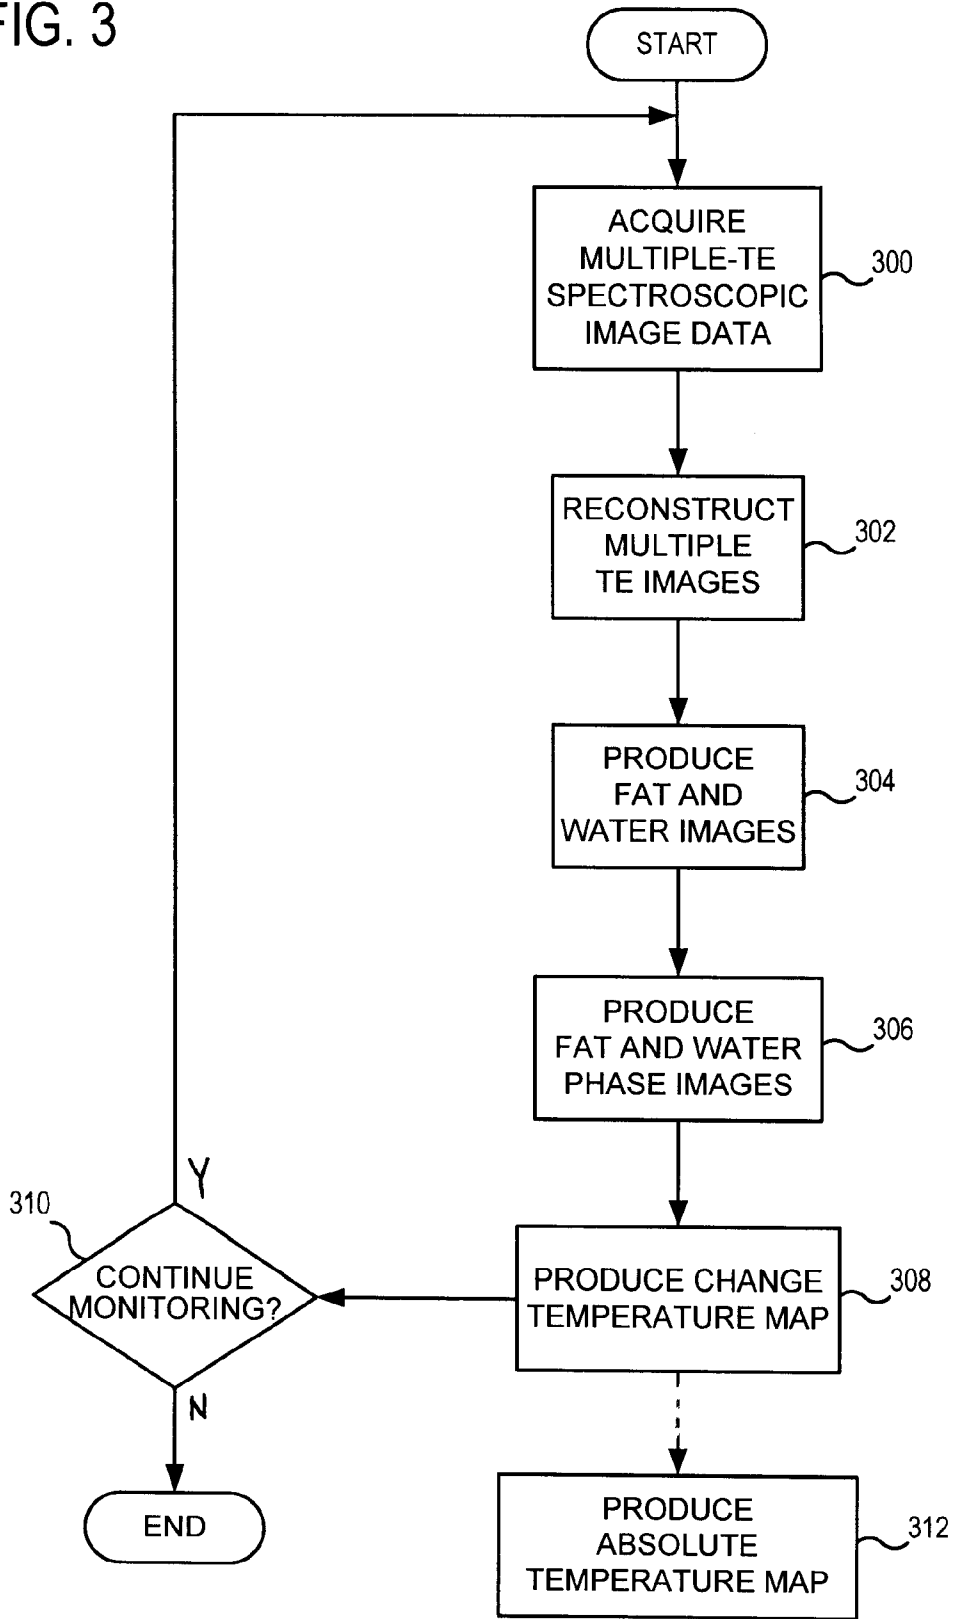 FIG. 3
START
ACQUIRE
MULTIPLE-TE
SPECTROSCOPIC
IMAGE DATA
300
RECONSTRUCT
MULTIPLE
TE IMAGES
302
PRODUCE
FAT AND
WATER IMAGES
304
PRODUCE
FAT AND WATER
PHASE IMAGES
306
PRODUCE CHANGE
TEMPERATURE MAP
308
310
Y
CONTINUE
MONITORING?
N
END
PRODUCE
ABSOLUTE
TEMPERATURE MAP
312